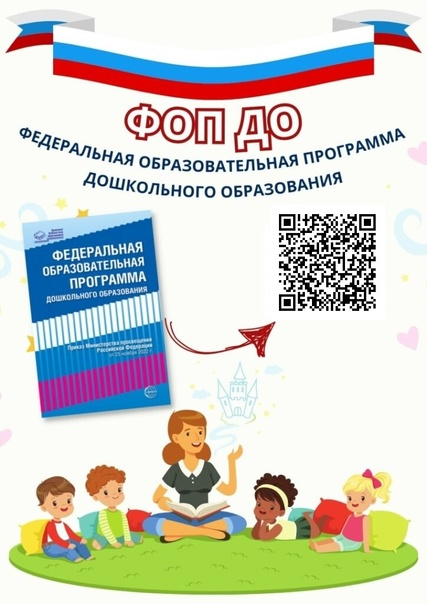 ФОП ДО
ФЕДЕРАЛЬНАЯ ОБРАЗОВАТЕЛЬНАЯ ПРОГРАММА
ДОШКОЛЬНОГО ОБРАЗОВАНИЯ
ФЕДЕРАЛЬНАЯ
ОБРАЗОВАТЕЛЬНАЯ
ПРОГРАММА
ДОШКОЛЬНОГО ОБРАЗОВАНИЯ
Приказ Министерства просвещения
Российской Федерации
от 25 ноября 2022 г.